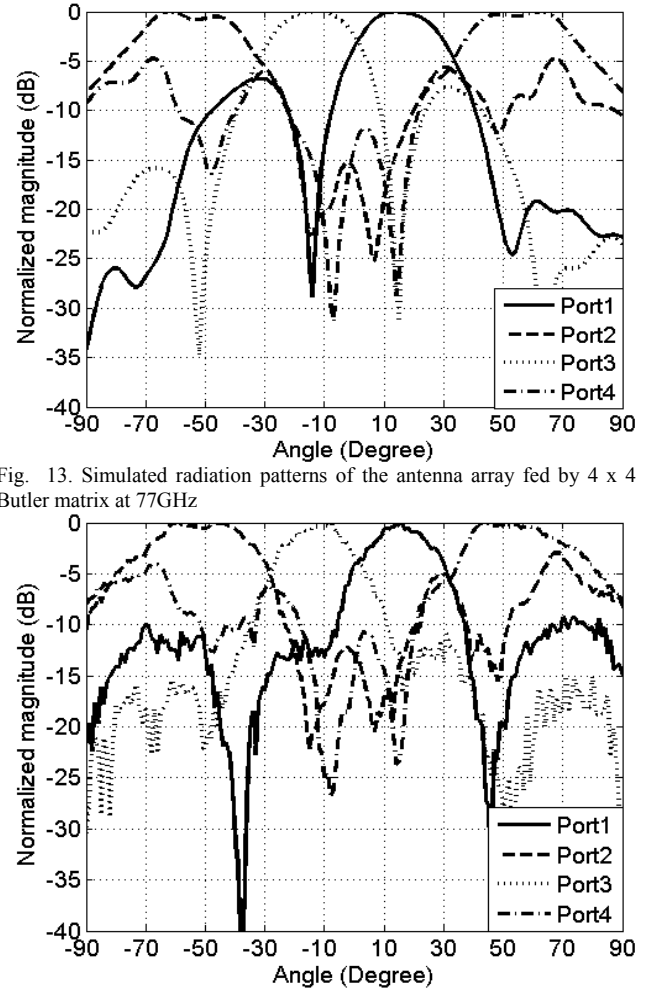 0
-5
-10
-15
-20
-25
-30
-35
-40
Normalized magnitude (dB)
Port1
Port2
Port3
Port4
-90 -70 -50 -30 -10 10 30 50 70 90
Angle (Degree)
Fig. 13. Simulated radiation patterns of the antenna array fed by 4 x 4
Butler matrix at 77GHz
0
-5
-10
-15
-20
-25
-30
-35
-40
Normalized magnitude (dB)
Port1
Port2
Port3
Port4
-90 -70 -50 -30 -10 10 30 50 70 90
Angle (Degree)